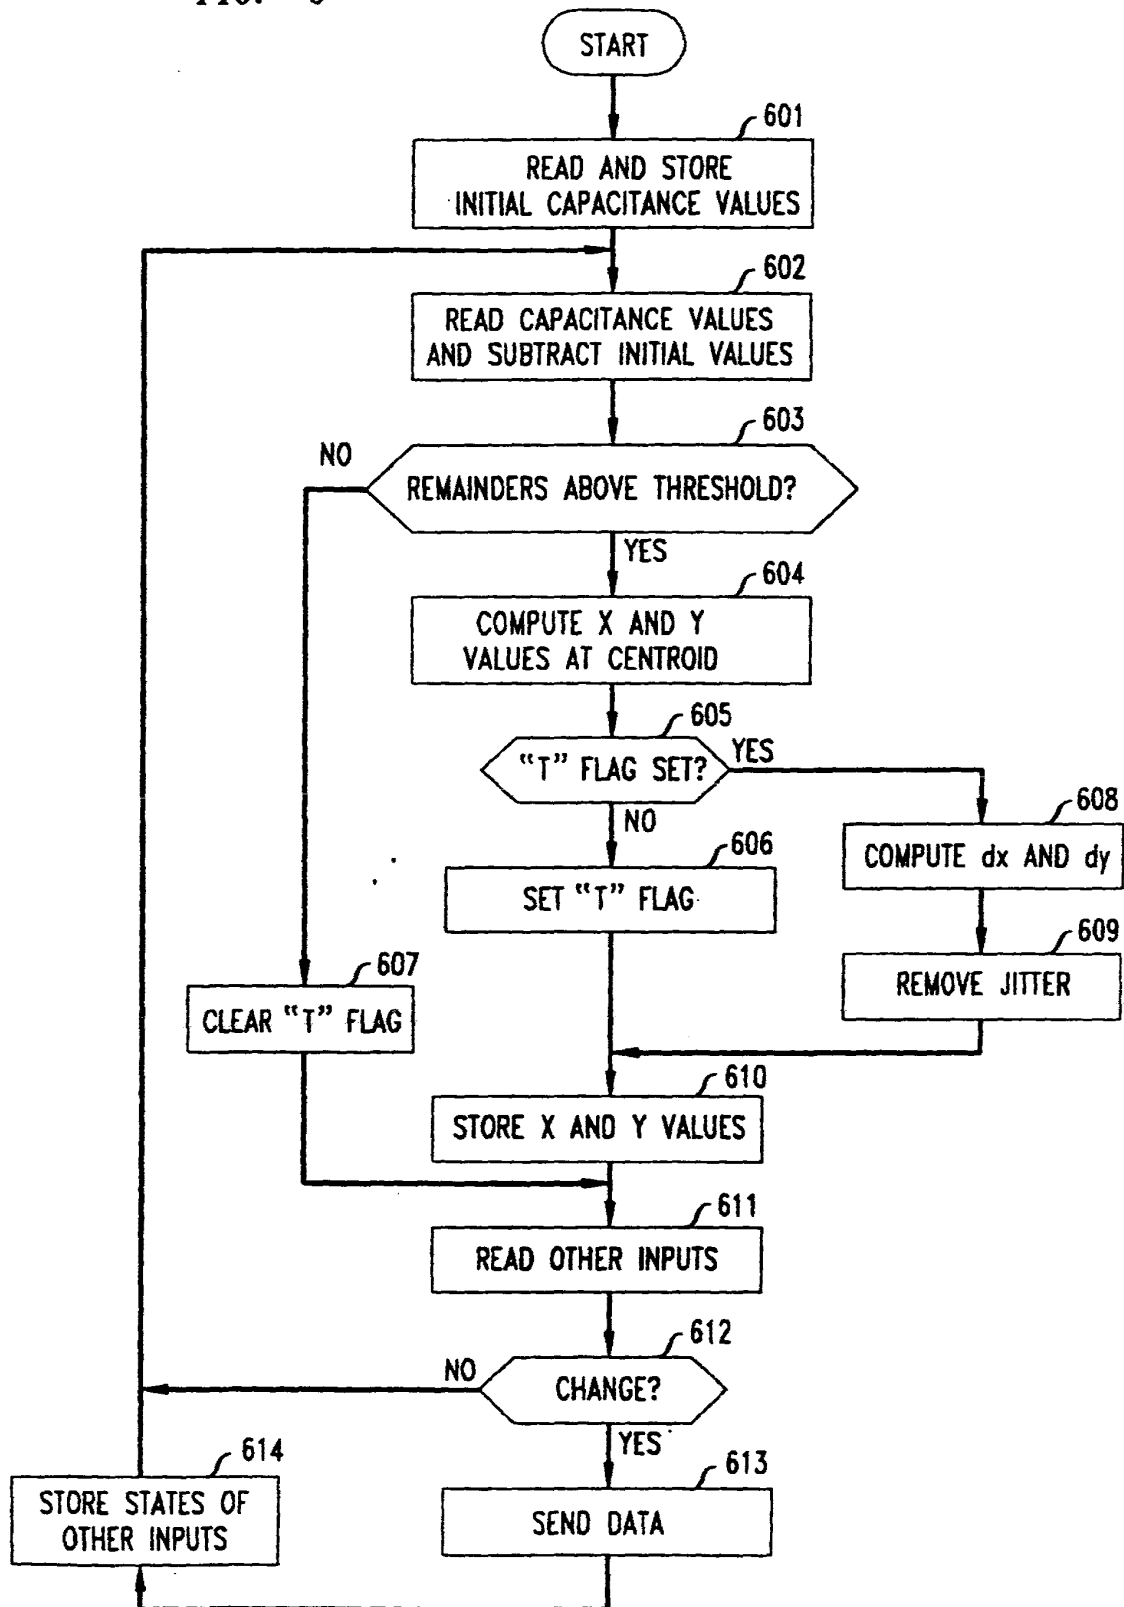 START
601
READ AND STORE
INITIAL CAPACITANCE VALUES
602
READ CAPACITANCE VALUES
AND SUBTRACT INITIAL VALUES
603
NO
REMAINDERS ABOVE THRESHOLD?
YES
604
COMPUTE X AND Y
VALUES AT CENTROID
605
"T" FLAG SET?
YES
NO
608
COMPUTE dx AND dy
606
SET "T" FLAG
609
REMOVE JITTER
607
CLEAR "T" FLAG
610
STORE X AND Y VALUES
611
READ OTHER INPUTS
612
NO
CHANGE?
YES
614
STORE STATES OF
OTHER INPUTS
613
SEND DATA